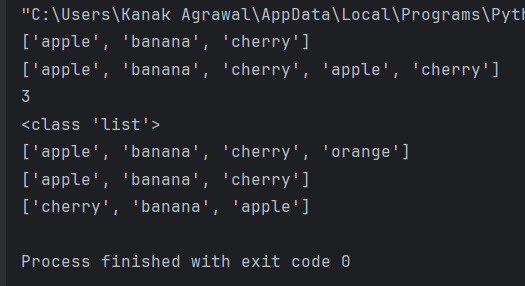 "C:\Users\Kanak Agrawal\AppData\Local\Programs\Pyth
['apple', 'banana', 'cherry']
['apple', 'banana', 'cherry', 'apple', 'cherry']
3
<class 'list'>
['apple', 'banana', 'cherry', 'orange']
['apple', 'banana', 'cherry']
['cherry', 'banana', 'apple']
Process finished with exit code 0